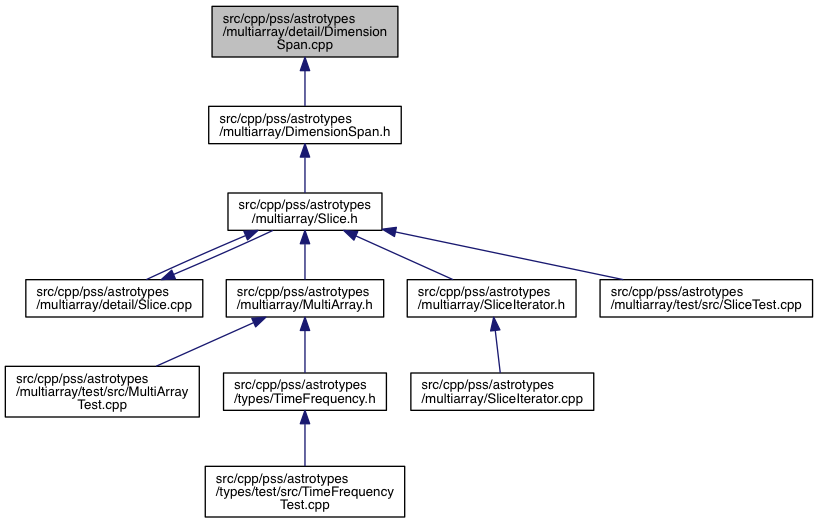 src/cpp/pss/astrotypes
/multiarray/detail/Dimension
Span.cpp
src/cpp/pss/astrotypes
/multiarray/DimensionSpan.h
src/cpp/pss/astrotypes
/multiarray/Slice.h
src/cpp/pss/astrotypes
/multiarray/detail/Slice.cpp
src/cpp/pss/astrotypes
/multiarray/MultiArray.h
src/cpp/pss/astrotypes
/multiarray/SliceIterator.h
src/cpp/pss/astrotypes
/multiarray/test/src/SliceTest.cpp
src/cpp/pss/astrotypes
/multiarray/test/src/MultiArray
Test.cpp
src/cpp/pss/astrotypes
/types/TimeFrequency.h
src/cpp/pss/astrotypes
/multiarray/SliceIterator.cpp
src/cpp/pss/astrotypes
/types/test/src/TimeFrequency
Test.cpp